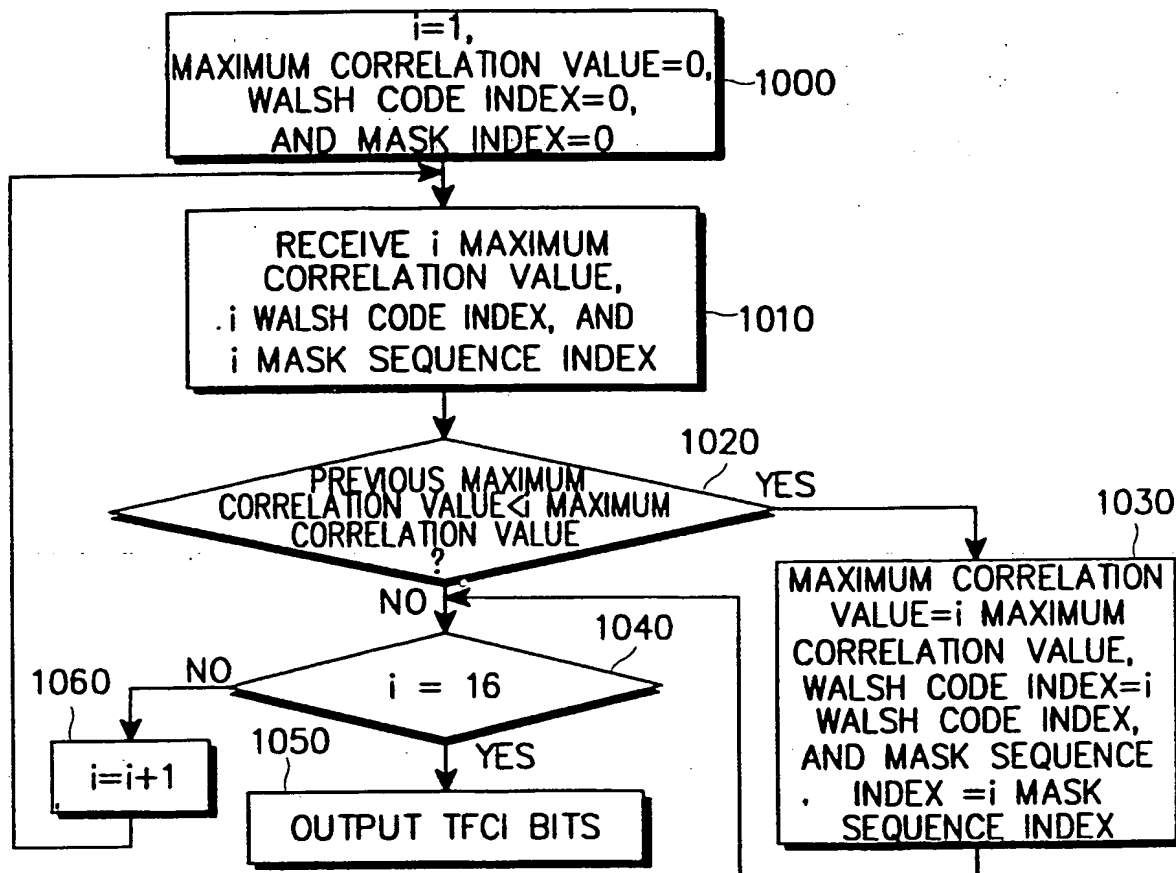 i=1,
MAXIMUM CORRELATION VALUE=0,
WALSH CODE INDEX=0,
AND MASK INDEX=0
1000
RECEIVE i MAXIMUM
CORRELATION VALUE,
i WALSH CODE INDEX, AND
i MASK SEQUENCE INDEX
1010
1020
PREVIOUS MAXIMUM
CORRELATION VALUE<i MAXIMUM
CORRELATION VALUE
?
YES
NO
1030
MAXIMUM CORRELATION
VALUE=i MAXIMUM
CORRELATION VALUE,
WALSH CODE INDEX=i
WALSH CODE INDEX,
AND MASK SEQUENCE
INDEX =i MASK
SEQUENCE INDEX
1040
i = 16
NO
YES
1060
i=i+1
1050
OUTPUT TFCI BITS